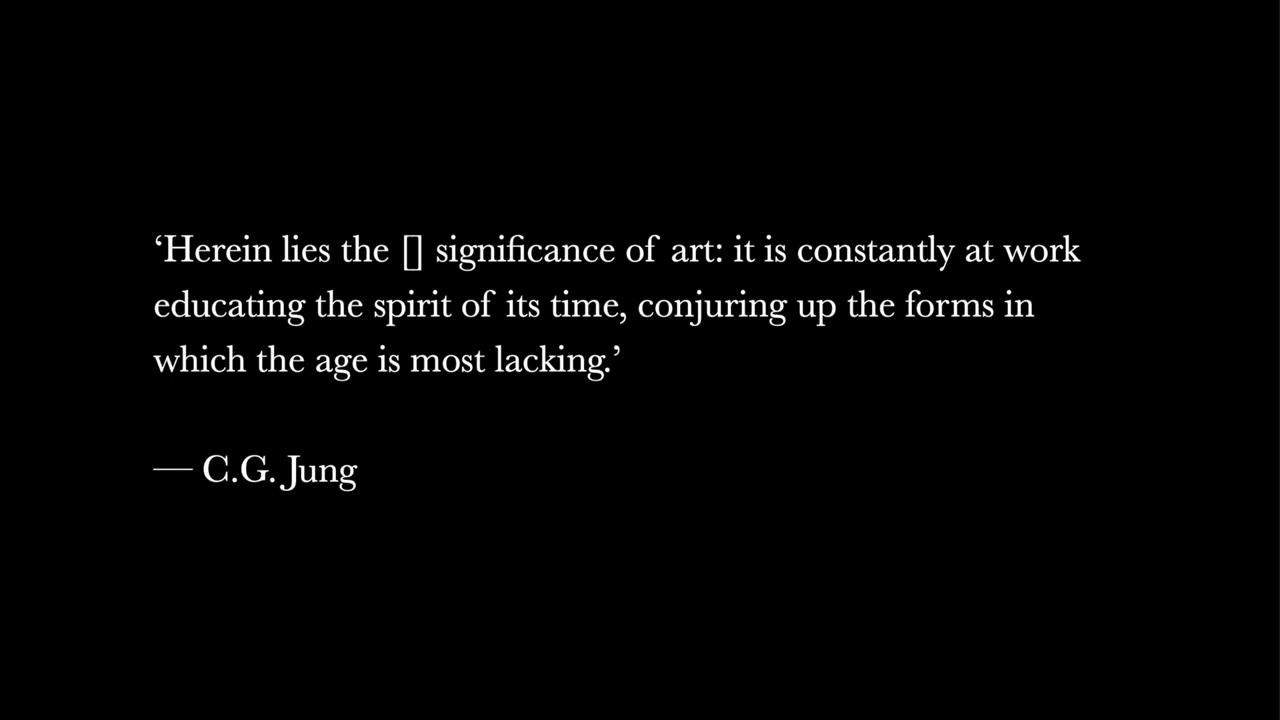 ‘Herein lies the [] significance of art: it is constantly at work
educating the spirit of its time, conjuring up the forms in
which the age is most lacking.’
— C.G. Jung